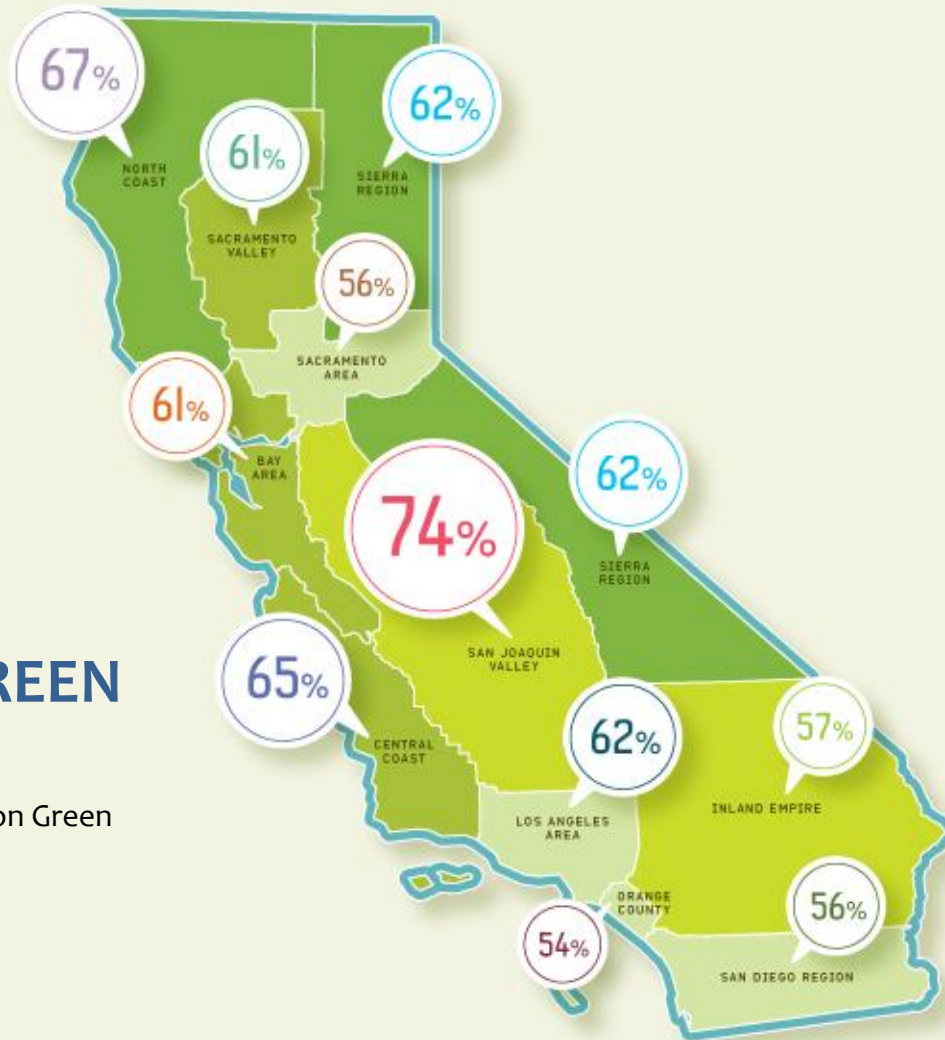 67%
NORTH
COAST
61%
SACRAMENTO
VALLEY
62%
SIERRA
REGION
56%
SACRAMENTO
AREA
61%
BAY
AREA
74%
SAN JOAQUIN
VALLEY
62%
SIERRA
REGION
REEN
on Green
65%
CENTRAL
COAST
62%
LOS ANGELES
AREA
57%
INLAND EMPIRE
54%
ORANGE
COUNTY
56%
SAN DIEGO REGION